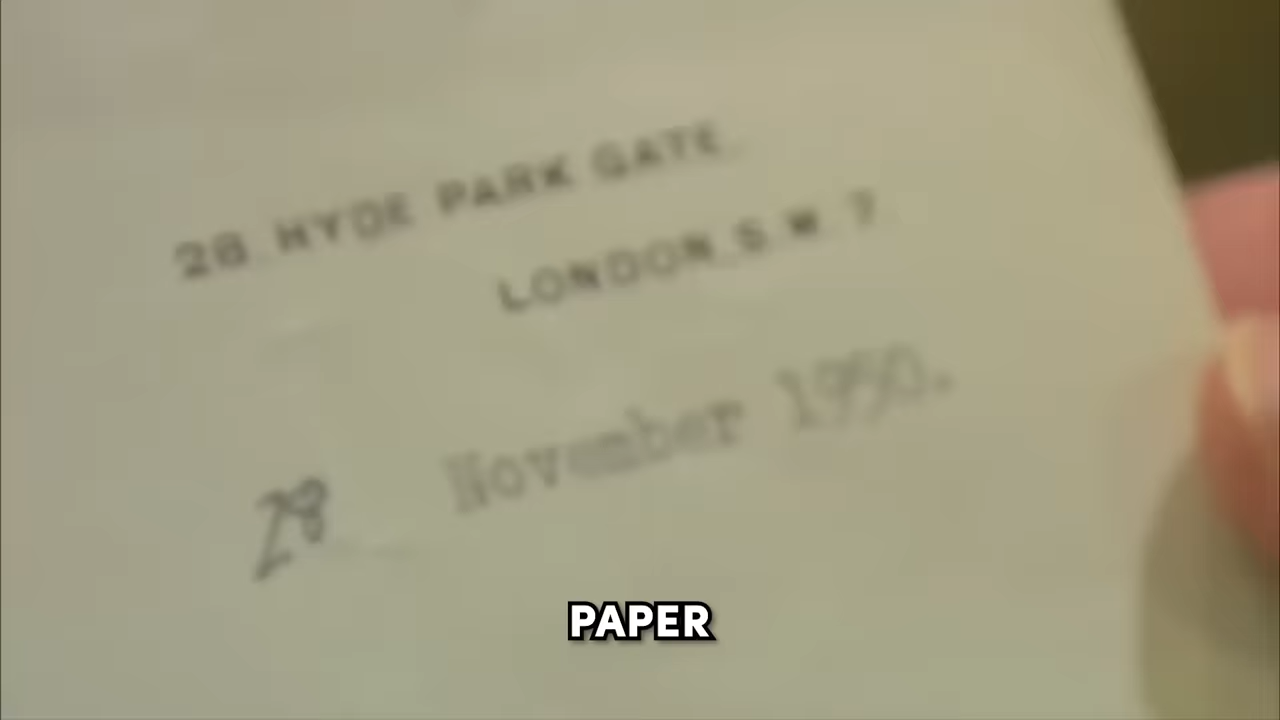 28. HYDE PARK GATE.
LONDON. S. W. 7.
28 November 1950.
PAPER